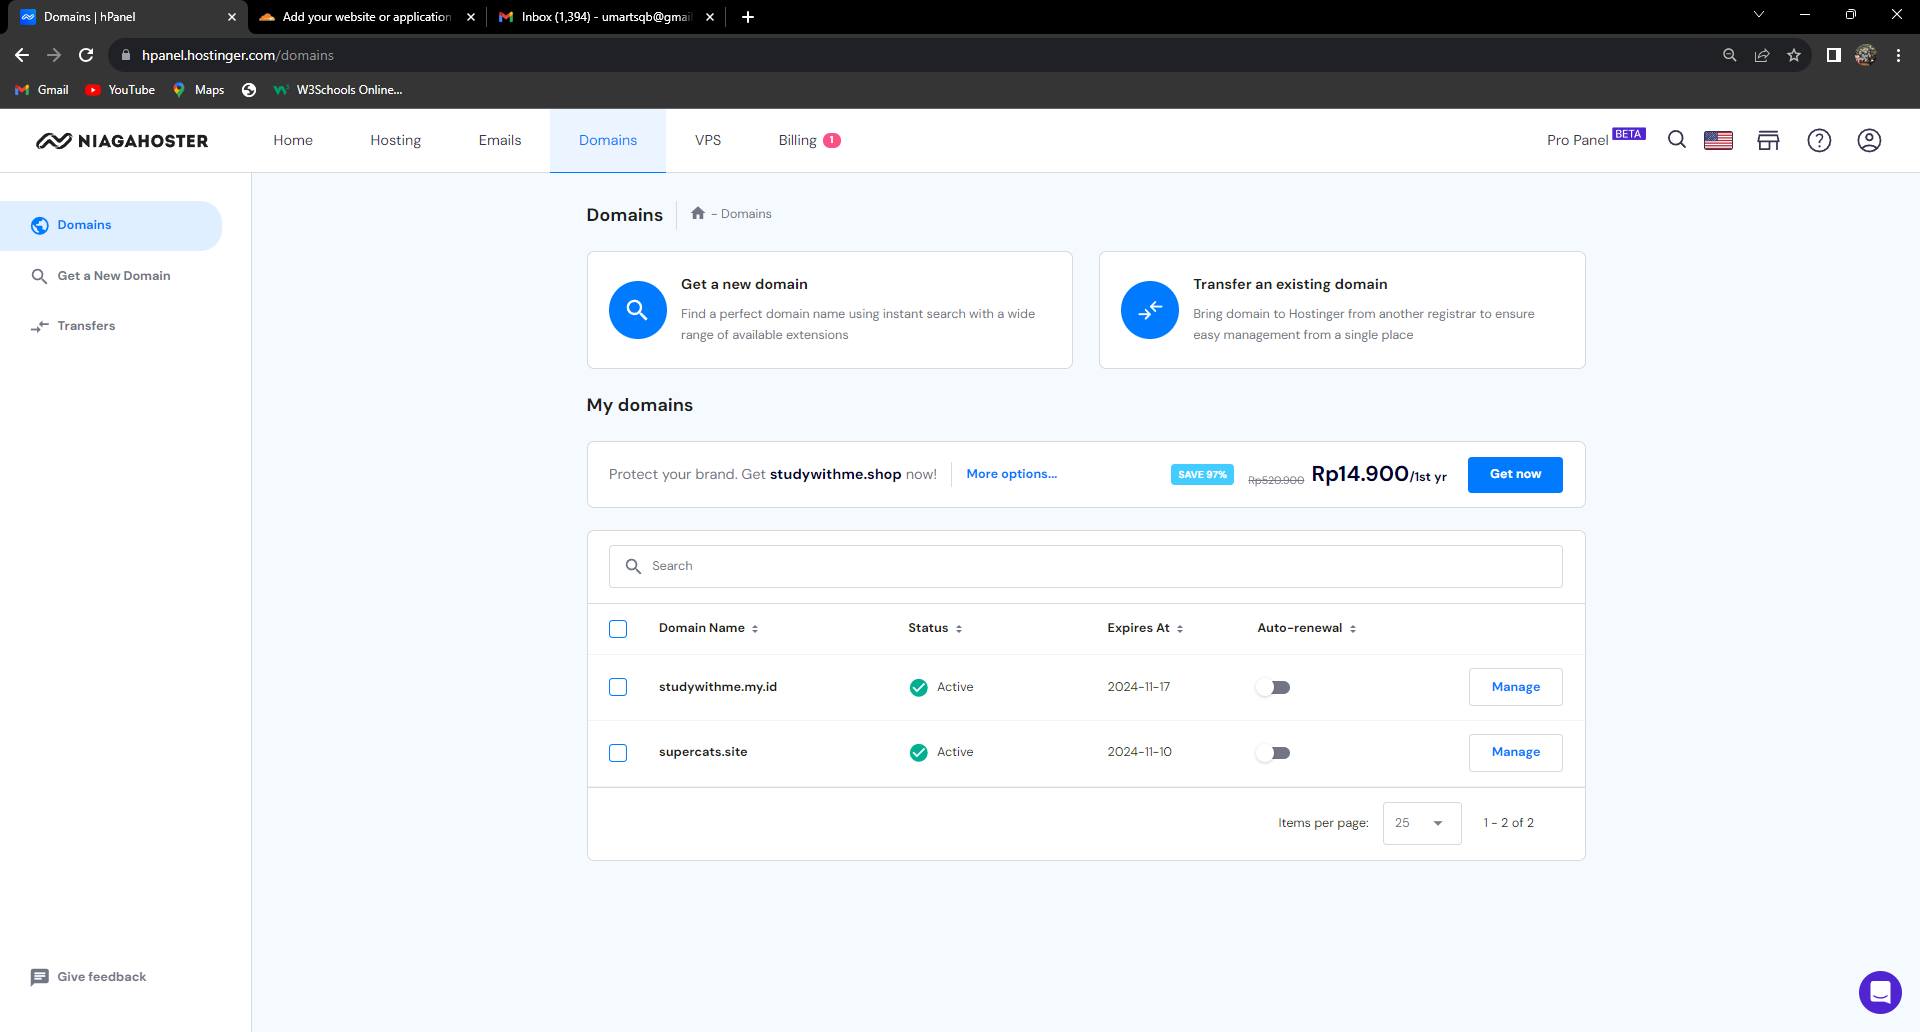 Domains | hPanel
Add your website or application
Inbox (1,394) - umartsqb@gmai
hpanel.hostinger.com/domains
Gmail
YouTube
Maps
W3Schools Online...
NIAGAHOSTER
Home
Hosting
Emails
Domains
VPS
Billing 1
Pro Panel BETA
Domains
Get a New Domain
Transfers
Give feedback
Domains
- Domains
Get a new domain
Find a perfect domain name using instant search with a wide
range of available extensions
Transfer an existing domain
Bring domain to Hostinger from another registrar to ensure
easy management from a single place
My domains
Protect your brand. Get studywithme.shop now!
More options...
SAVE 97%
Rp520.900
Rp14.900/1st yr
Get now
Search
Domain Name
Status
Expires At
Auto-renewal
studywithme.my.id
Active
2024-11-17
Manage
supercats.site
Active
2024-11-10
Manage
Items per page:
25
1 - 2 of 2